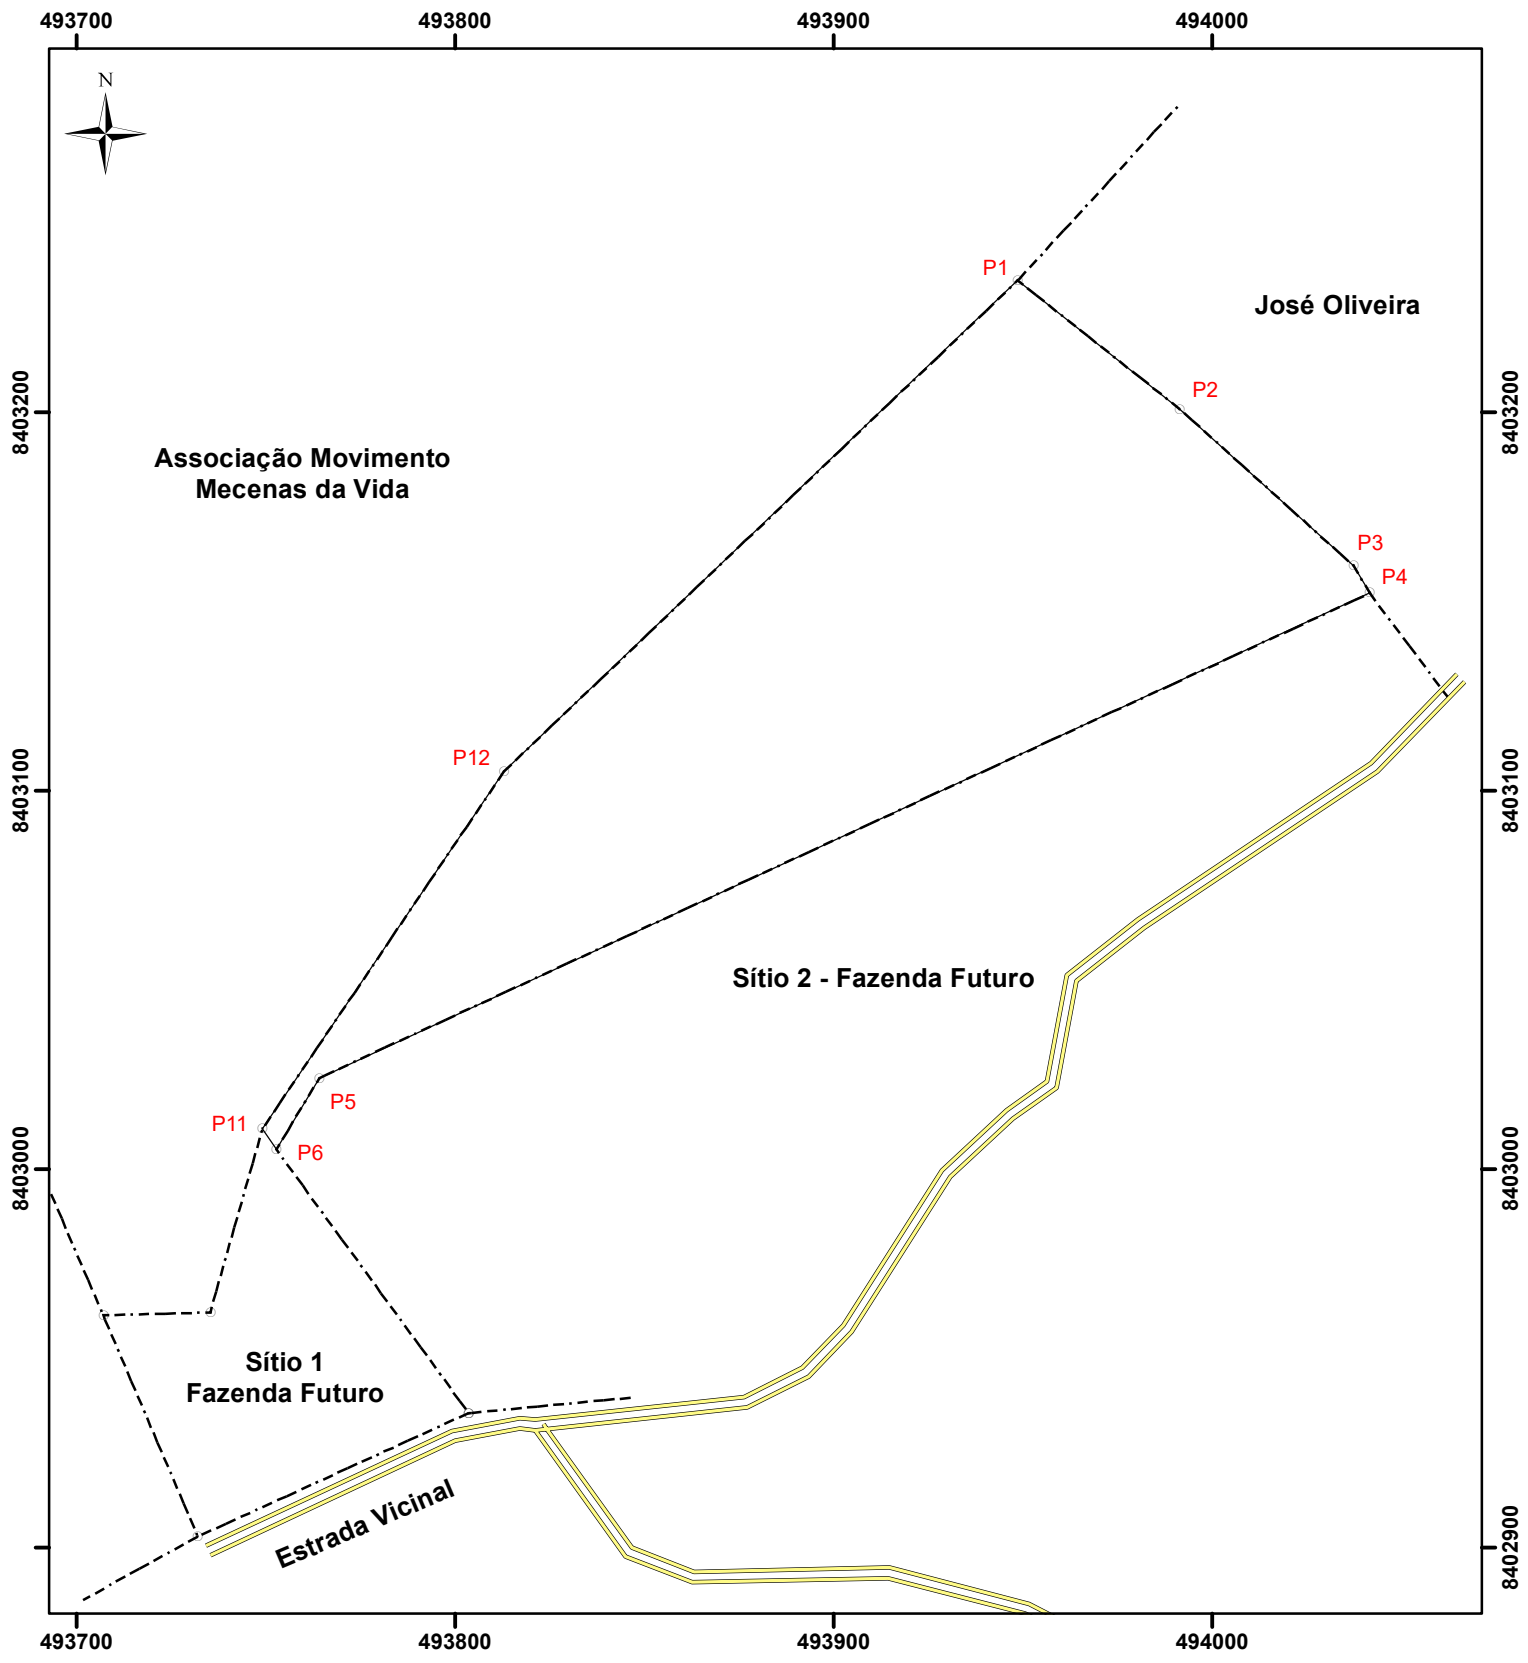 493700
493800
493900
494000
N
P1
José Oliveira
P2
8403200
8403200
Associação Movimento
Mecenas da Vida
P3
P4
P12
8403100
8403100
Sítio 2 - Fazenda Futuro
P5
P11
P6
8403000
8403000
Sítio 1
Fazenda Futuro
Estrada Vicinal
8402900
8402900
493700
493800
493900
494000